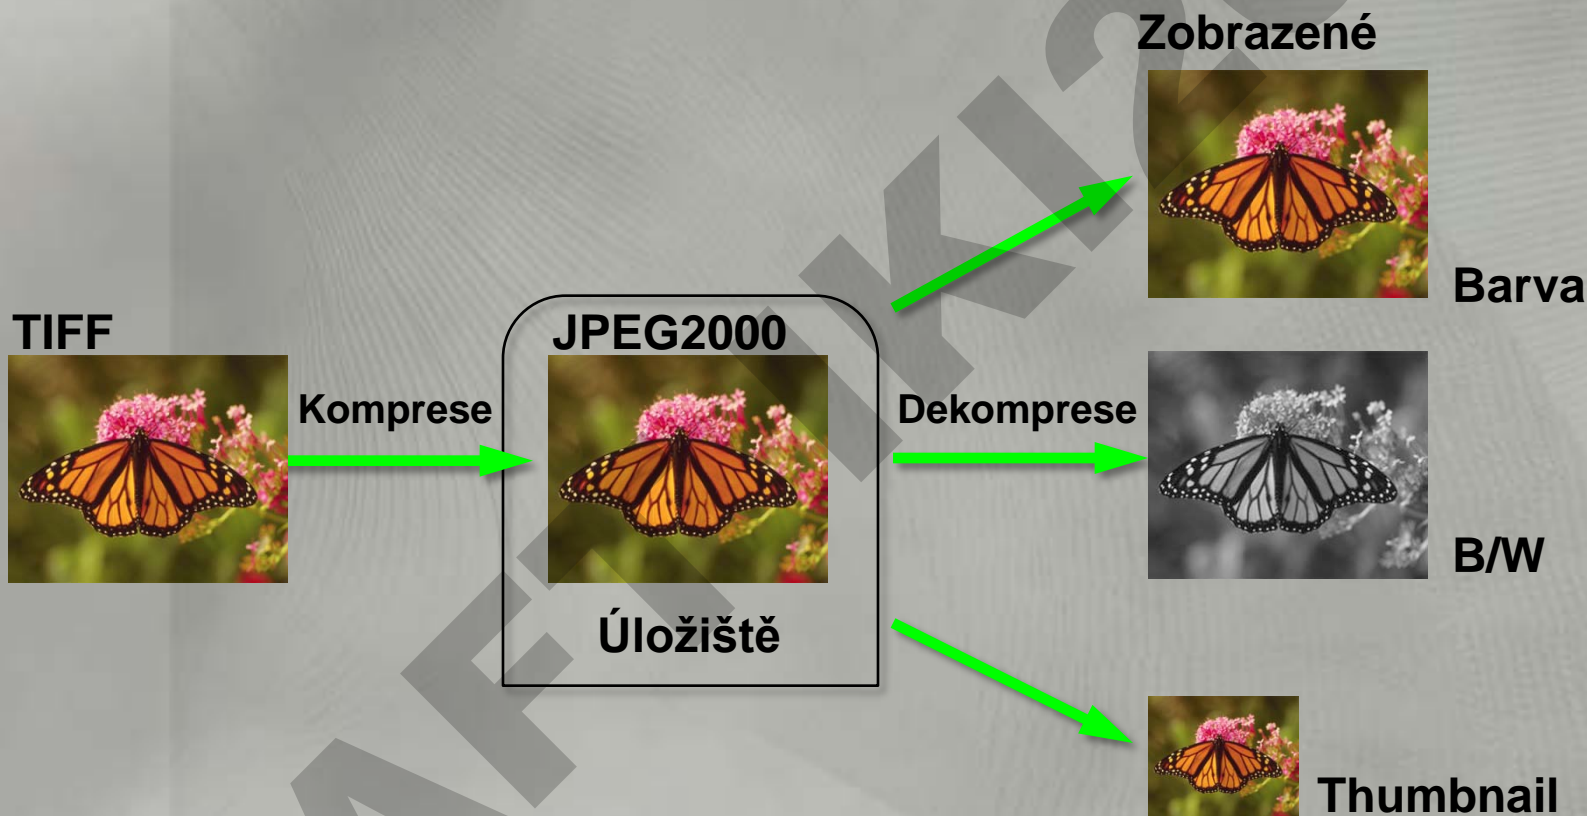 Zobrazené
Barva
TIFF
JPEG2000
Komprese
Dekomprese
B/W
Úložiště
Thumbnail